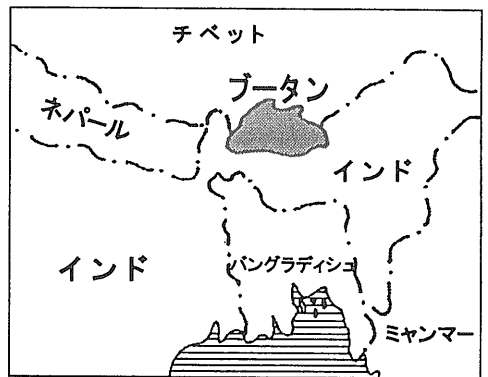 チベット
ブータン
ネパール
インド
インド
バングラディシュ
ミャンマー